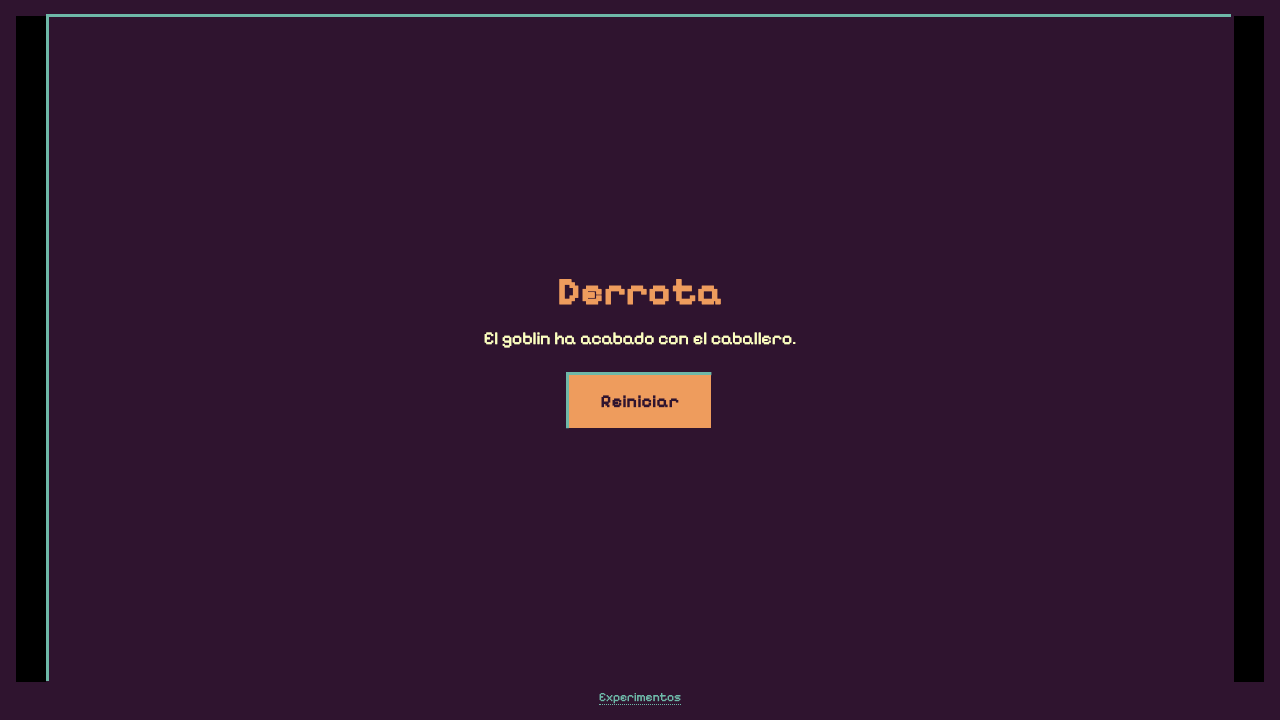 Derrota
El goblin ha acabado con el caballero.
Reiniciar
Experimentos